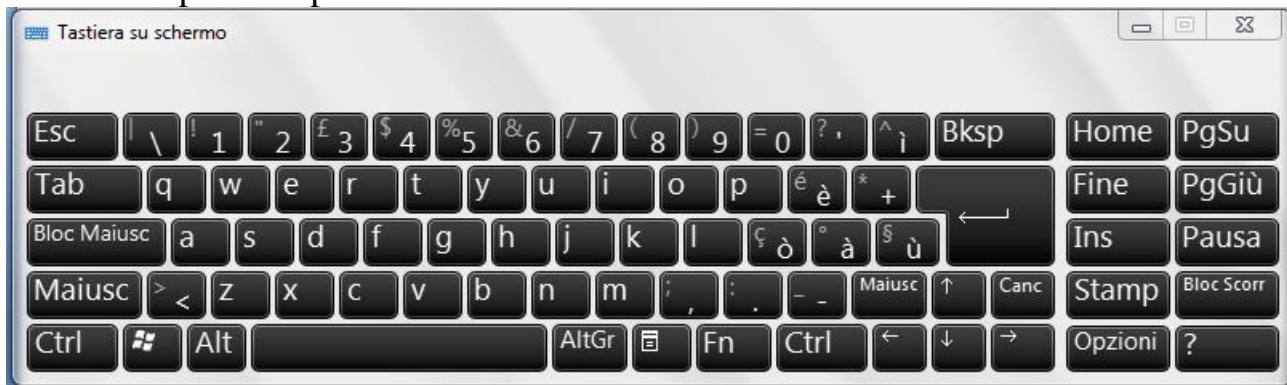 Tastiera su schermo
Esc | \ ! 1 " 2 £ 3 $ 4 % 5 & 6 / 7 ( 8 ) 9 = 0 ? ' ^ ì Bksp Home PgSu
Tab q w e r t y u i o p é è * + Fine PgGiù
Bloc Maiusc a s d f g h j k l ç ò ° à § ù Ins Pausa
Maiusc > < z x c v b n m ; , : . _ - Maiusc ↑ Canc Stamp Bloc Scorr
Ctrl Alt AltGr Fn Ctrl ← ↓ → Opzioni ?